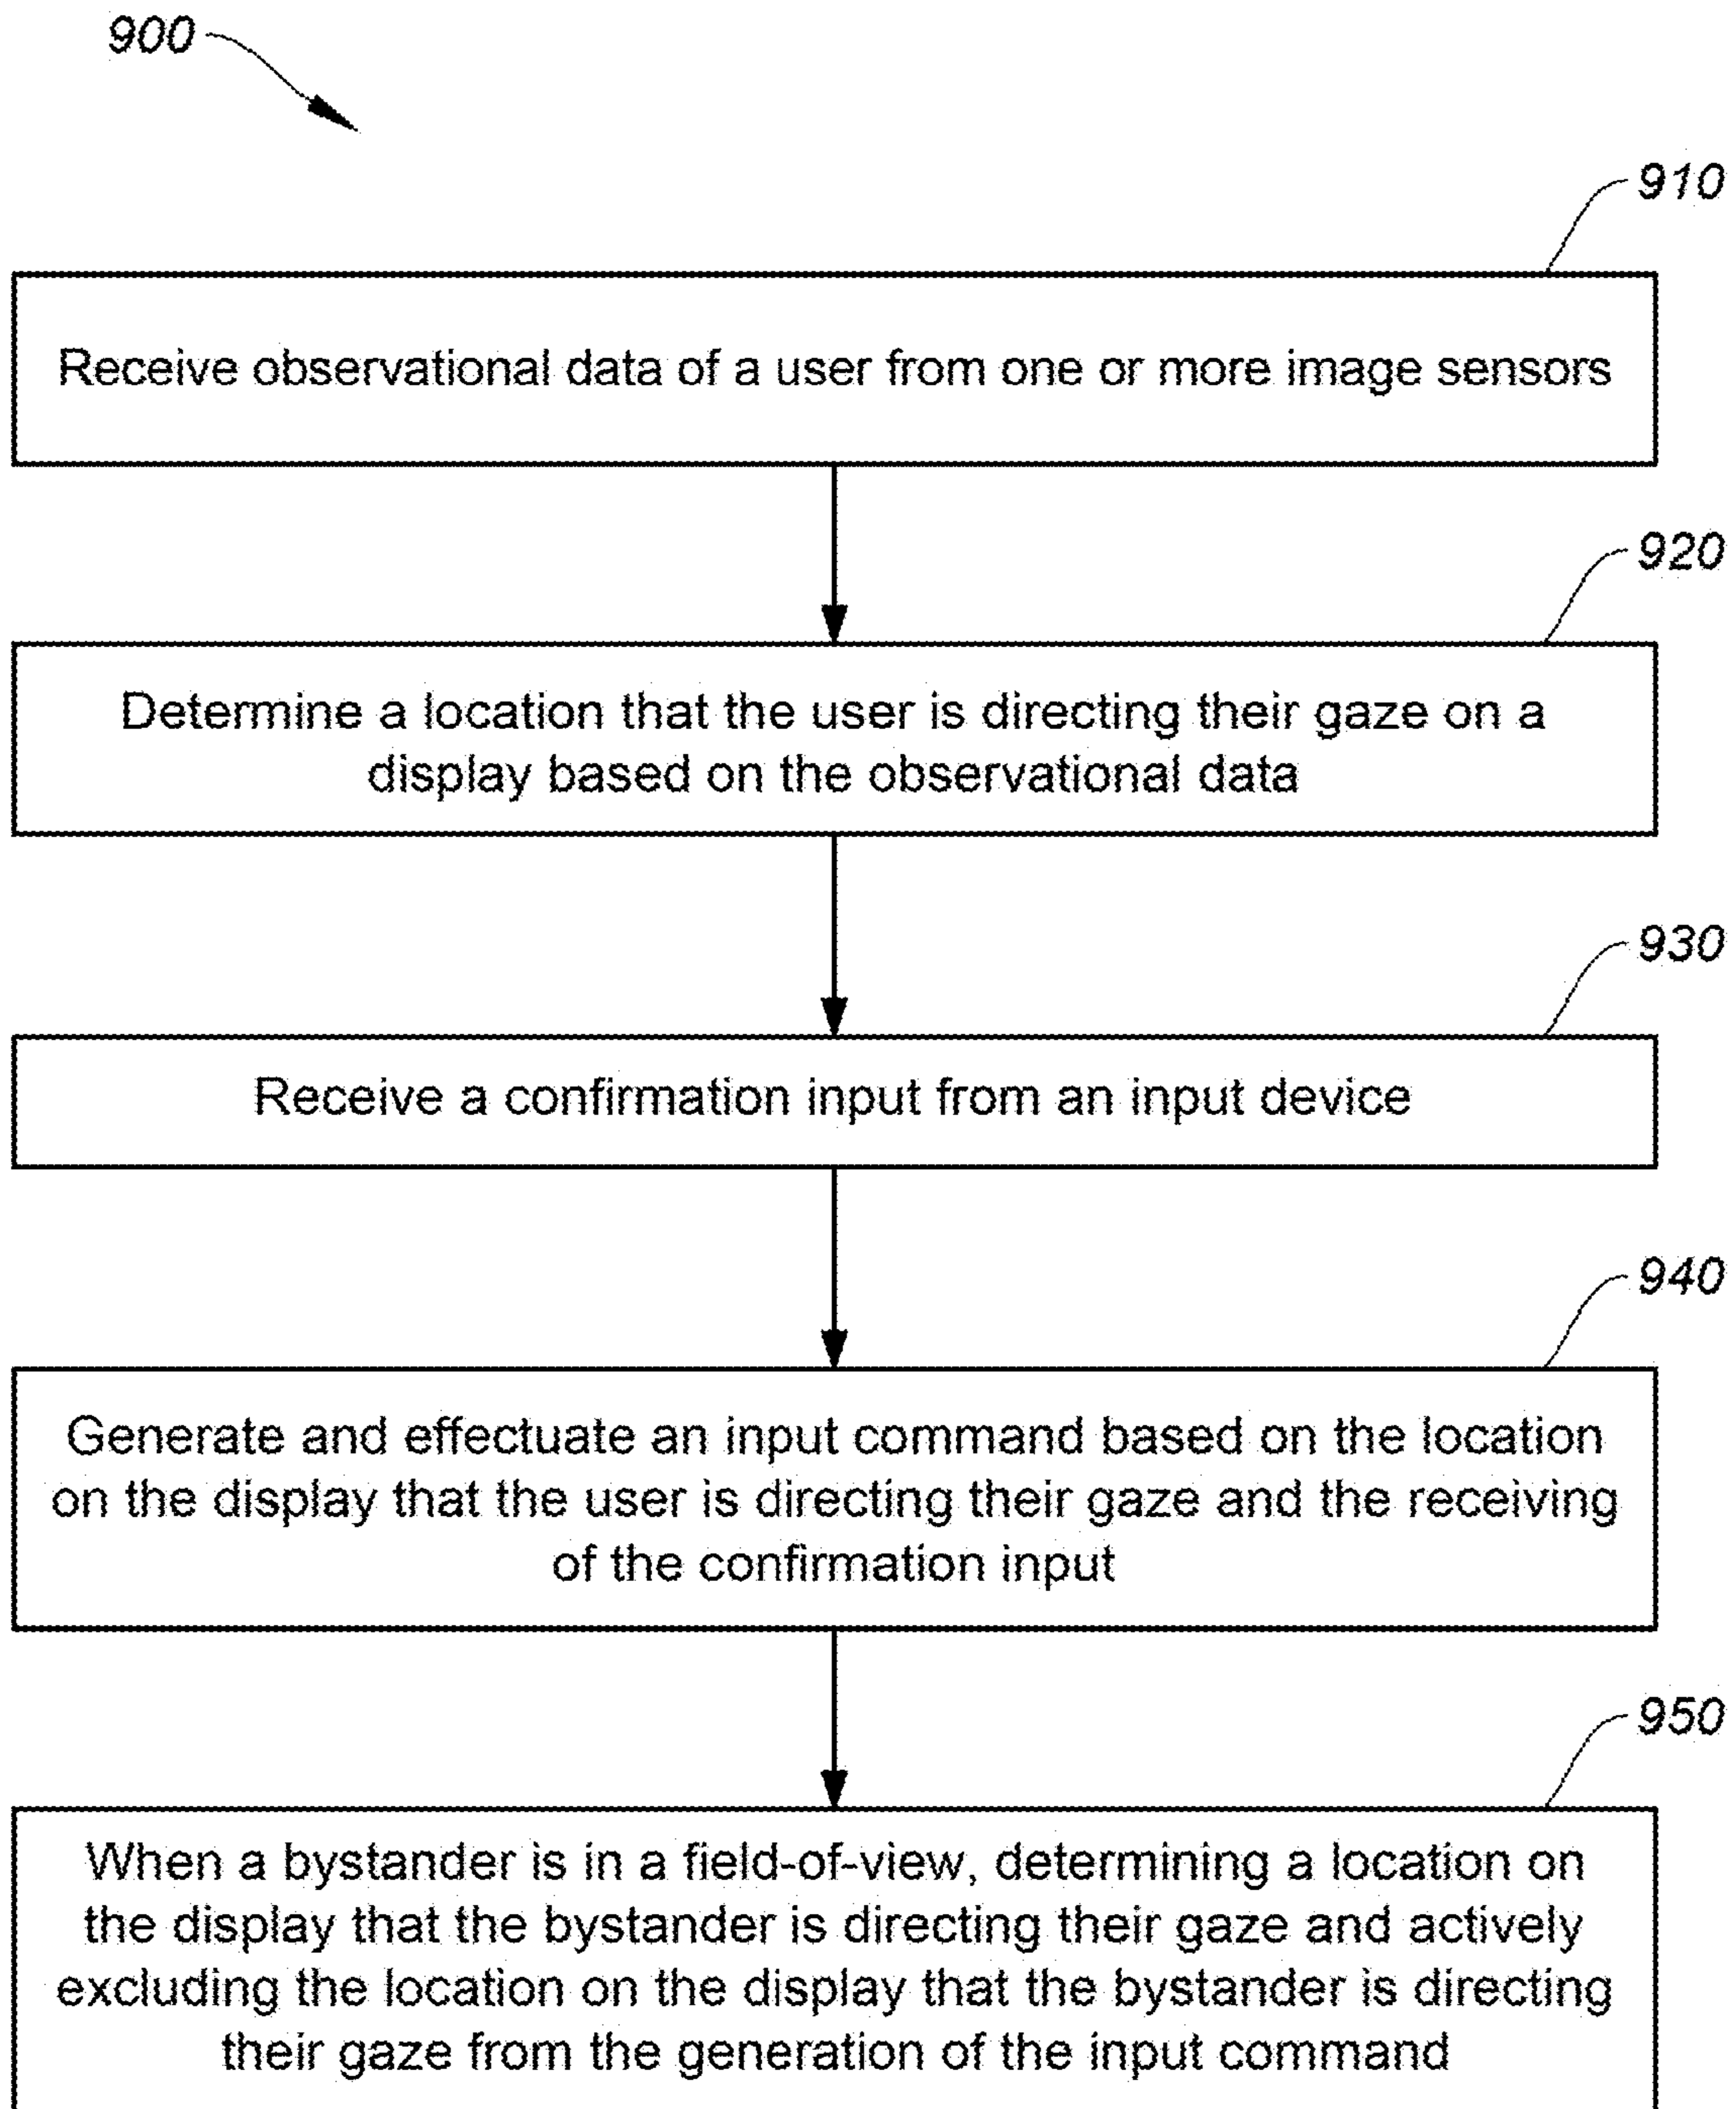 900
910
Receive observational data of a user from one or more image sensors
920
Determine a location that the user is directing their gaze on a
display based on the observational data
930
Receive a confirmation input from an input device
940
Generate and effectuate an input command based on the location
on the display that the user is directing their gaze and the receiving
of the confirmation input
950
When a bystander is in a field-of-view, determining a location on
the display that the bystander is directing their gaze and actively
excluding the location on the display that the bystander is directing
their gaze from the generation of the input command